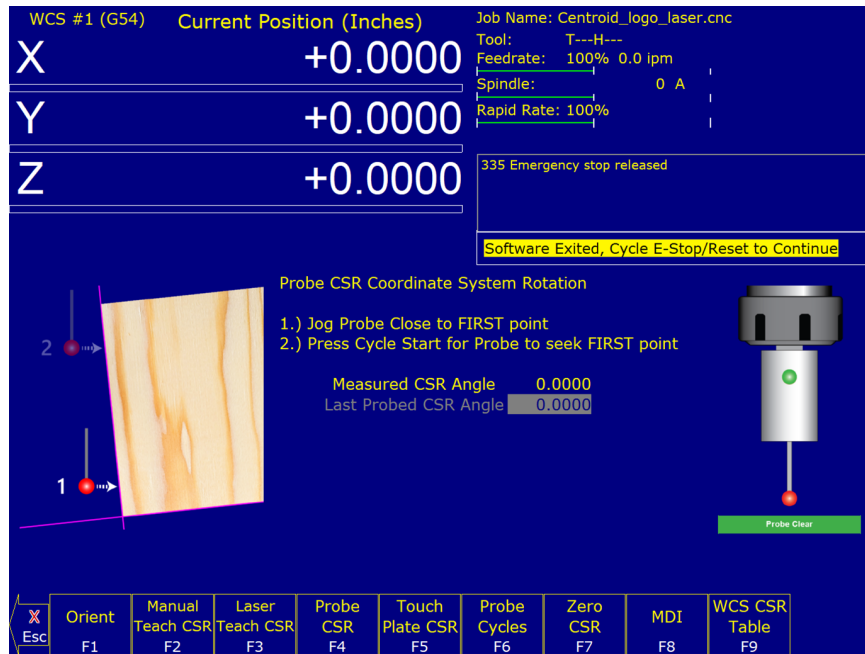 WCS #1 (G54)
Current Position (Inches)
X +0.0000
Y +0.0000
Z +0.0000
Job Name: Centroid_logo_laser.cnc
Tool: T---H---
Feedrate: 100% 0.0 ipm
Spindle: 0 A
Rapid Rate: 100%
335 Emergency stop released
Software Exited, Cycle E-Stop/Reset to Continue
Probe CSR Coordinate System Rotation
1.) Jog Probe Close to FIRST point
2.) Press Cycle Start for Probe to seek FIRST point
Measured CSR Angle 0.0000
Last Probed CSR Angle 0.0000
2
1
Probe Clear
X
Esc
Orient
F1
Manual
Teach CSR
F2
Laser
Teach CSR
F3
Probe
CSR
F4
Touch
Plate CSR
F5
Probe
Cycles
F6
Zero
CSR
F7
MDI
F8
WCS CSR
Table
F9